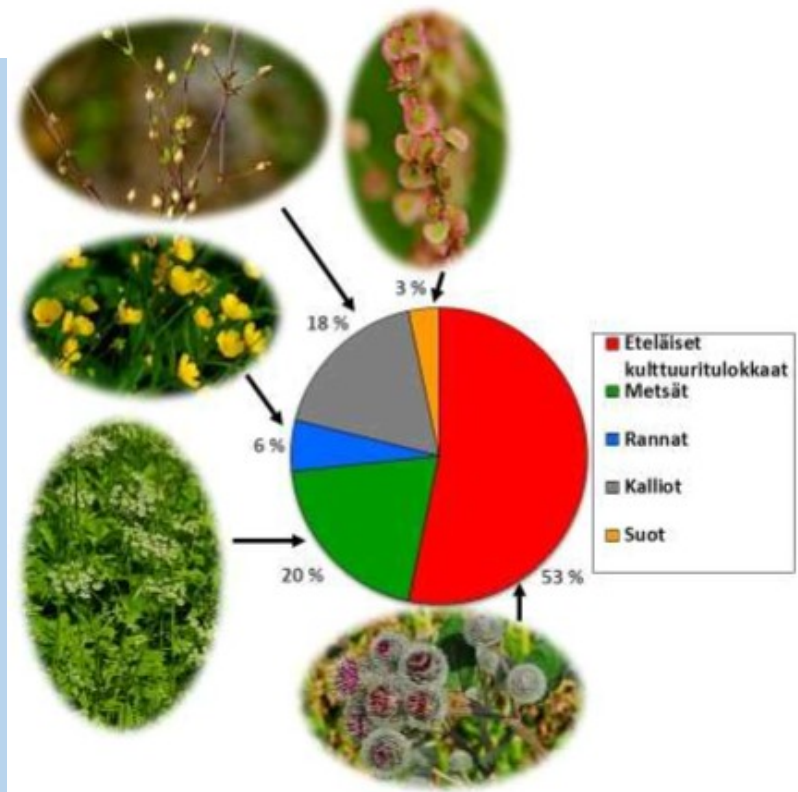 3 %
18 %
6 %
20 %
53 %
Eteläiset
kulttuuritulokkaat
Metsät
Rannat
Kalliot
Suot